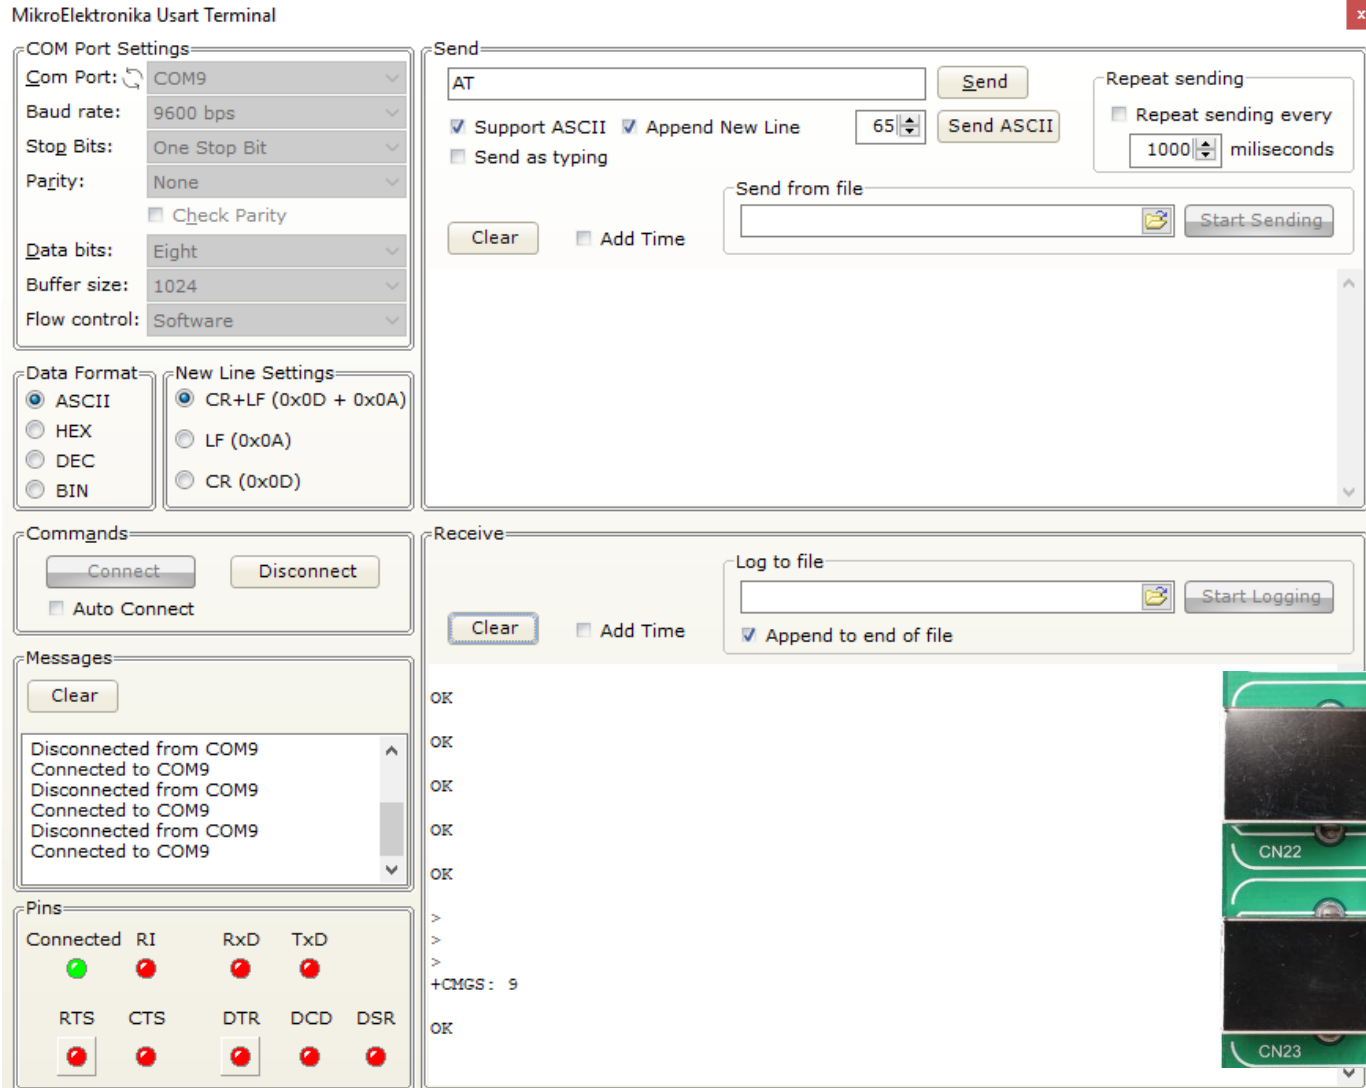 MikroElektronika Usart Terminal
x
COM Port Settings
Com Port: COM9
Baud rate: 9600 bps
Stop Bits: One Stop Bit
Parity: None
Check Parity
Data bits: Eight
Buffer size: 1024
Flow control: Software
Data Format
ASCII
HEX
DEC
BIN
New Line Settings
CR+LF (0x0D + 0x0A)
LF (0x0A)
CR (0x0D)
Commands
Connect Disconnect
Auto Connect
Messages
Clear
Disconnected from COM9
Connected to COM9
Disconnected from COM9
Connected to COM9
Disconnected from COM9
Connected to COM9
Pins
Connected RI RxD TxD
RTS CTS DTR DCD DSR
Send
AT Send
Support ASCII Append New Line 65 Send ASCII
Send as typing
Repeat sending
Repeat sending every
1000 miliseconds
Send from file
Start Sending
Clear Add Time
Receive
Log to file
Start Logging
Clear Add Time
Append to end of file
OK
OK
OK
OK
OK
>
>
>
+CMGS: 9
OK
CN22
CN23